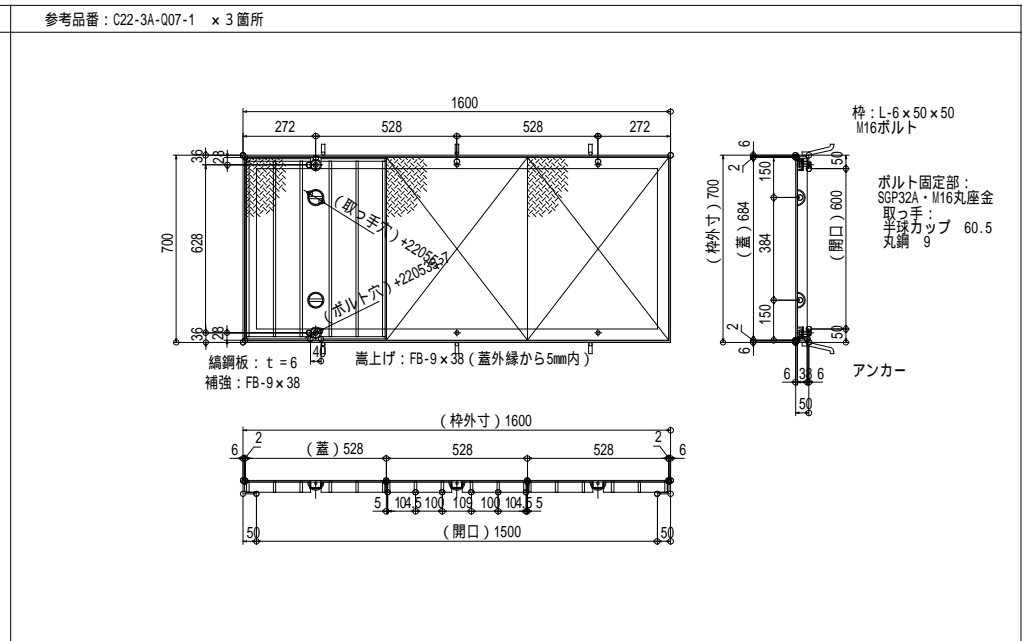 参考品番：C22-3A-Q07-1　×３箇所
1600
272
528
528
272
36
28
700
628
36
28
40
(取っ手穴)
(ボルト穴)
縞鋼板：ｔ=6
補強：FB-9×38
嵩上げ：FB-9×38（蓋外縁から5mm内）
6
2
150
(枠外寸)700
(蓋)684
384
150
2
6
50
(開口)600
50
6
38
6
50
枠：L-6×50×50
M16ボルト
ボルト固定部：
SGP32A・M16丸座金
取っ手：
半球カップ　60.5
丸鋼　9
アンカー
(枠外寸)1600
6
2
(蓋)528
528
528
2
6
5
104.5
100
109
100
104.5
5
50
(開口)1500
50